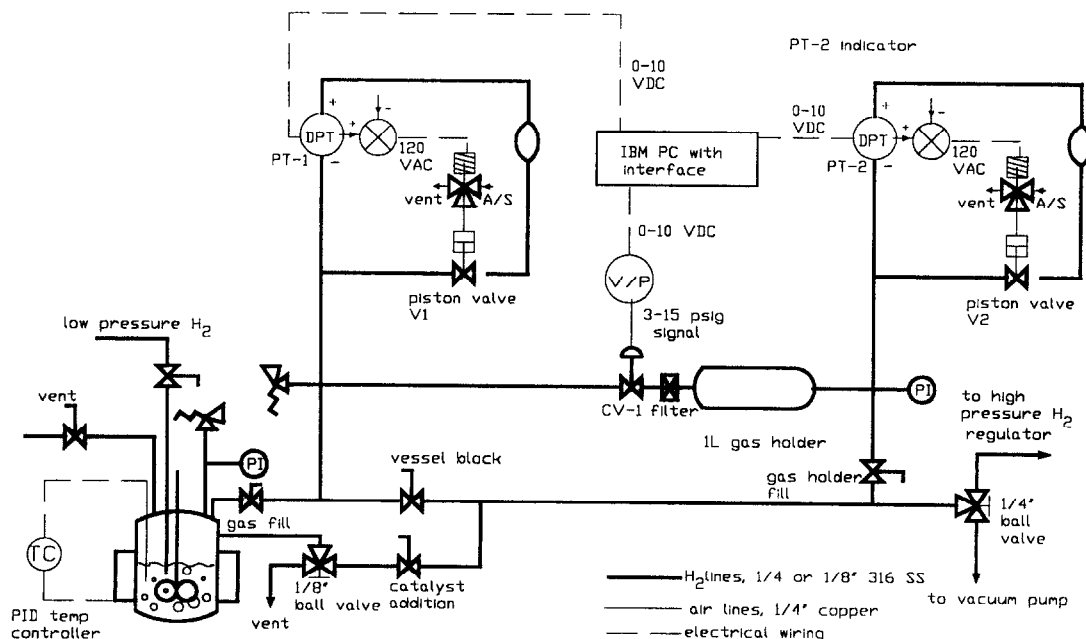 PT-2 indicator
0-10
VDC
+
DPT
-
+
-
PT-1
120
VAC
vent
A/S
piston valve
V1
IBM PC with
interface
0-10 VDC
V/P
3-15 psig
signal
0-10
VDC
+
DPT
-
+
-
PT-2
120
VAC
vent
A/S
piston valve
V2
low pressure H2
vent
PI
CV-1
filter
1L gas holder
PI
to high
pressure H2
regulator
vessel block
gas holder
fill
gas fill
1/4"
ball
valve
TC
PID temp
controller
1/8"
ball valve
vent
catalyst
addition
to vacuum pump
H2lines, 1/4 or 1/8" 316 SS
air lines, 1/4" copper
electrical wiring